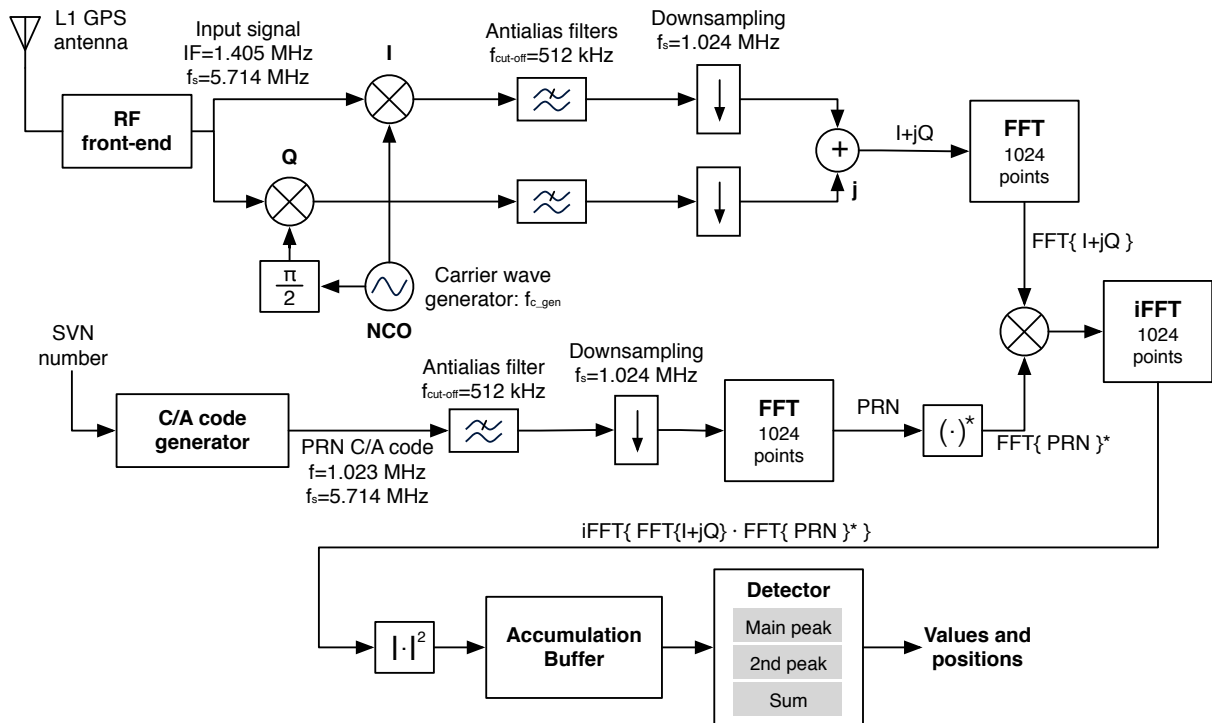 L1 GPS
antenna
Input signal
IF=1.405 MHz
fs=5.714 MHz
I
Antialias filters
fcut-off=512 kHz
Downsampling
fs=1.024 MHz
RF
front-end
Q
π
2
Carrier wave
generator: fc_gen
NCO
+
j
I+jQ
FFT
1024
points
FFT{ I+jQ }
iFFT
1024
points
SVN
number
C/A code
generator
PRN C/A code
f=1.023 MHz
fs=5.714 MHz
Antialias filter
fcut-off=512 kHz
Downsampling
fs=1.024 MHz
FFT
1024
points
PRN
(·)*
FFT{ PRN }*
iFFT{ FFT{I+jQ} · FFT{ PRN }* }
|·|2
Accumulation
Buffer
Detector
Main peak
2nd peak
Sum
Values and
positions